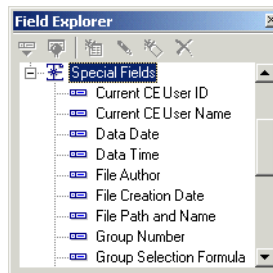 Field Explorer
Special Fields
Current CE User ID
Current CE User Name
Data Date
Data Time
File Author
File Creation Date
File Path and Name
Group Number
Group Selection Formula